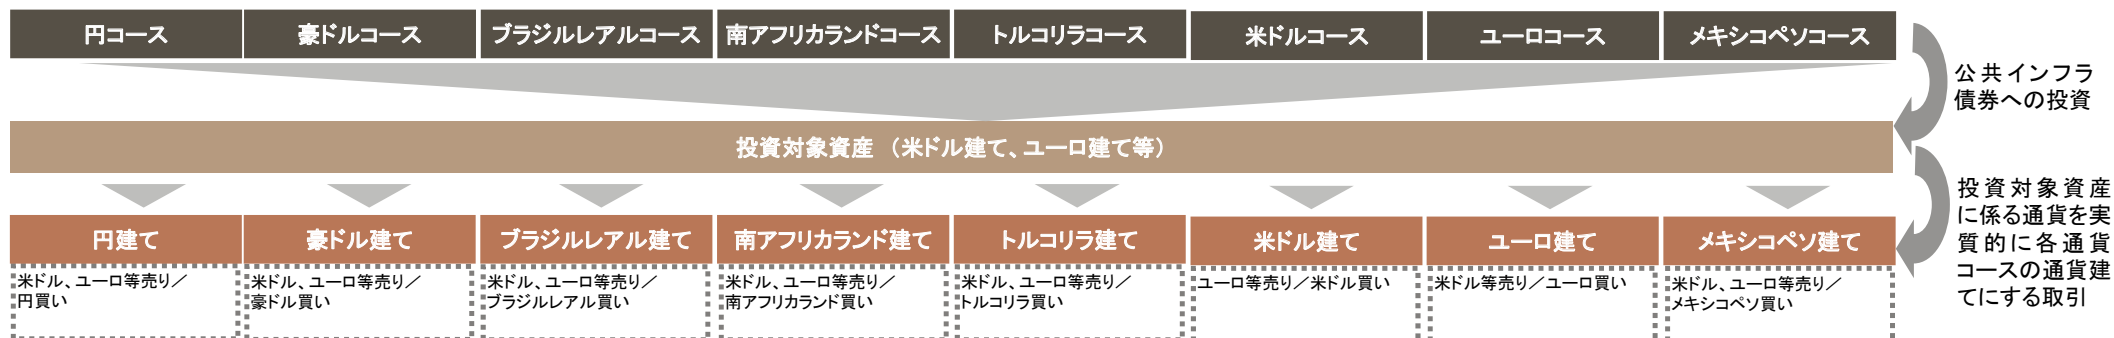 円コース
豪ドルコース
ブラジルレアルコース
南アフリカランドコース
トルコリラコース
米ドルコース
ユーロコース
メキシコペソコース
公共インフラ
債券への投資
投資対象資産 （米ドル建て、ユーロ建て等）
円建て
豪ドル建て
ブラジルレアル建て
南アフリカランド建て
トルコリラ建て
米ドル建て
ユーロ建て
メキシコペソ建て
米ドル、ユーロ等売り／
円買い
米ドル、ユーロ等売り／
豪ドル買い
米ドル、ユーロ等売り／
ブラジルレアル買い
米ドル、ユーロ等売り／
南アフリカランド買い
米ドル、ユーロ等売り／
トルコリラ買い
ユーロ等売り／米ドル買い
米ドル等売り／ユーロ買い
米ドル、ユーロ等売り／
メキシコペソ買い
投資対象資産
に係る通貨を実
質的に各通貨
コースの通貨建
てにする取引